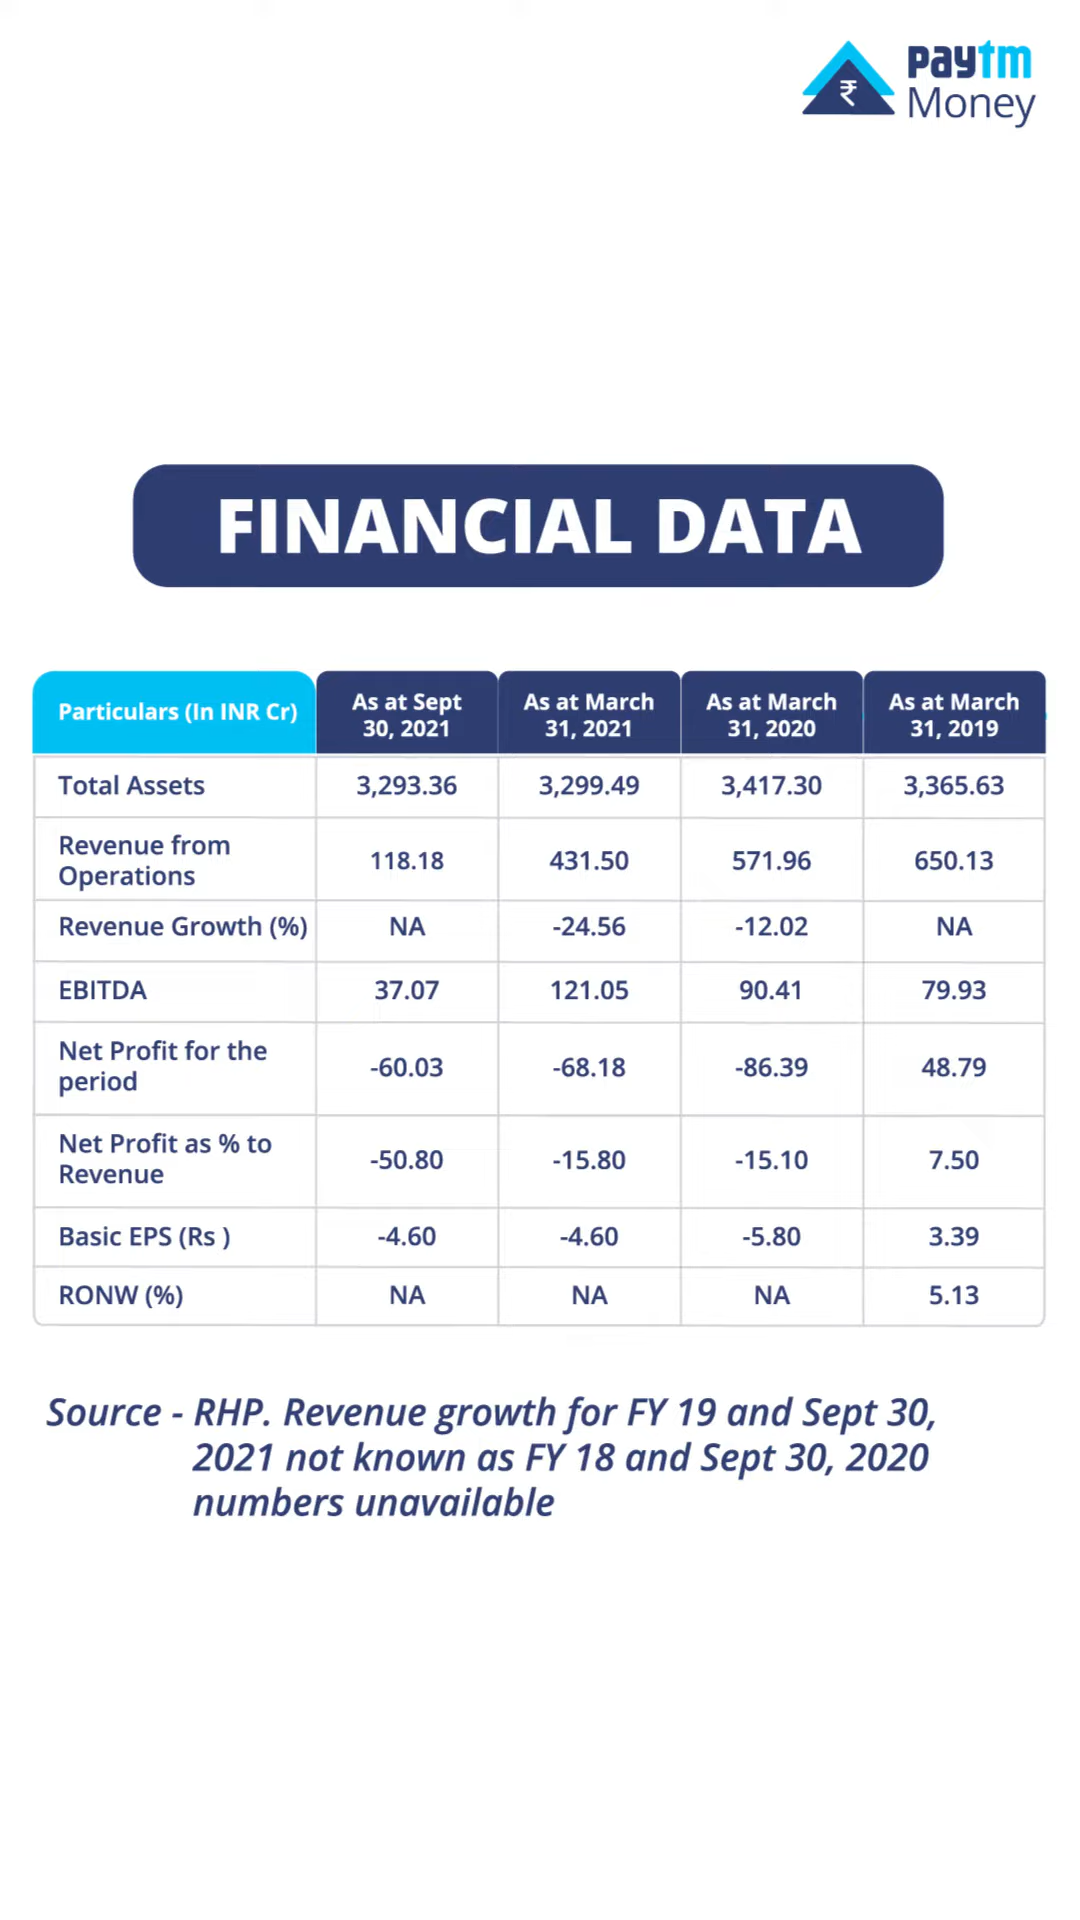 paytm
Money
FINANCIAL DATA
Particulars (In INR Cr) As at Sept 30, 2021 As at March 31, 2021 As at March 31, 2020 As at March 31, 2019
Total Assets 3,293.36 3,299.49 3,417.30 3,365.63
Revenue from Operations 118.18 431.50 571.96 650.13
Revenue Growth (%) NA -24.56 -12.02 NA
EBITDA 37.07 121.05 90.41 79.93
Net Profit for the period -60.03 -68.18 -86.39 48.79
Net Profit as % to Revenue -50.80 -15.80 -15.10 7.50
Basic EPS (Rs ) -4.60 -4.60 -5.80 3.39
RONW (%) NA NA NA 5.13
Source - RHP. Revenue growth for FY 19 and Sept 30,
2021 not known as FY 18 and Sept 30, 2020
numbers unavailable